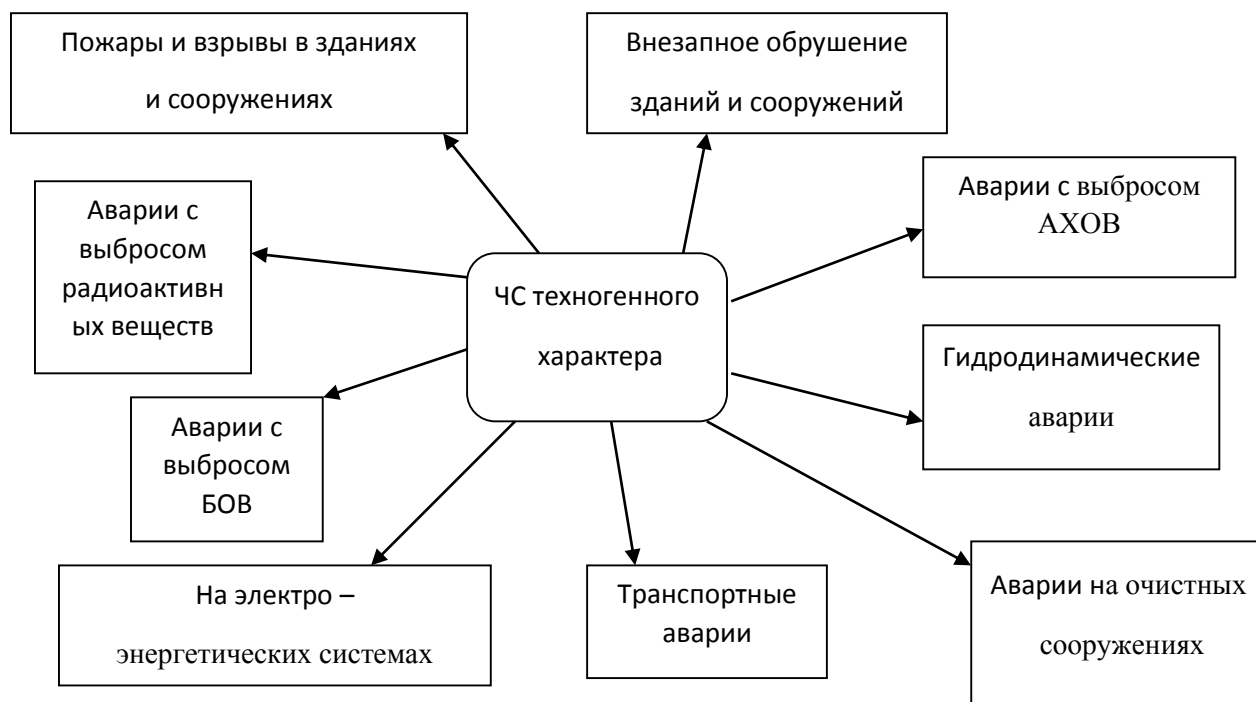 Пожары и взрывы в зданиях
и сооружениях
Внезапное обрушение
зданий и сооружений
Аварии с выбросом
АХОВ
Аварии с
выбросом
радиоактивн
ых веществ
ЧС техногенного
характера
Гидродинамические
аварии
Аварии с
выбросом
БОВ
На электро –
энергетических системах
Транспортные
аварии
Аварии на очистных
сооружениях